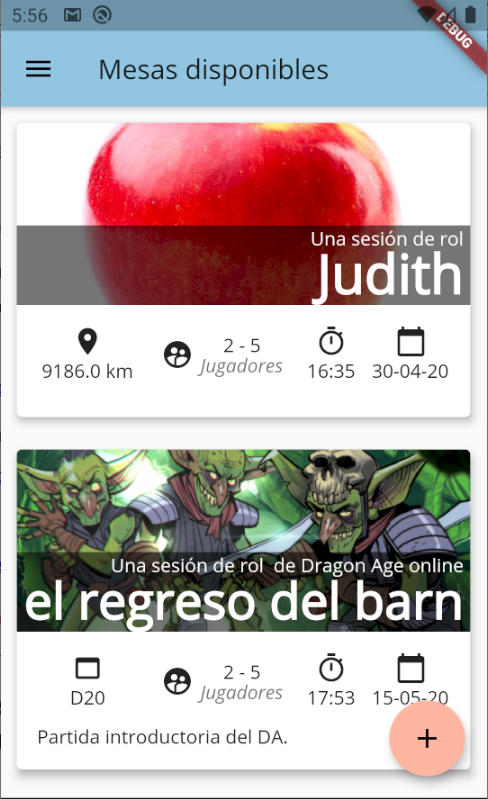 5:56
DEBUG
Mesas disponibles
Una sesión de rol
Judith
9186.0 km
2 - 5
Jugadores
16:35
30-04-20
Una sesión de rol  de Dragon Age online
el regreso del barn
D20
2 - 5
Jugadores
17:53
15-05-20
Partida introductoria del DA.
+